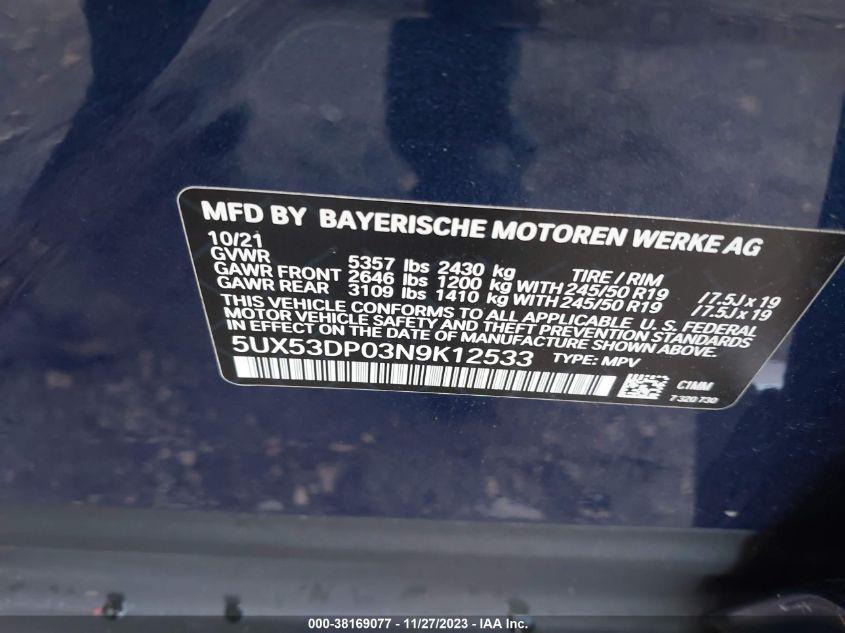 MFD BY BAYERISCHE MOTOREN WERKE AG
10/21
GVWR 5357 lbs 2430 kg TIRE / RIM
GAWR FRONT 2646 lbs 1200 kg WITH 245/50 R19 / 7.5J x 19
GAWR REAR 3109 lbs 1410 kg WITH 245/50 R19 / 7.5J x 19
THIS VEHICLE CONFORMS TO ALL APPLICABLE U. S. FEDERAL
MOTOR VEHICLE SAFETY AND THEFT PREVENTION STANDARDS
IN EFFECT ON THE DATE OF MANUFACTURE SHOWN ABOVE.
5UX53DP03N9K12533 TYPE: MPV
C1MM
7 320 730
000-38169077 - 11/27/2023 - IAA Inc.